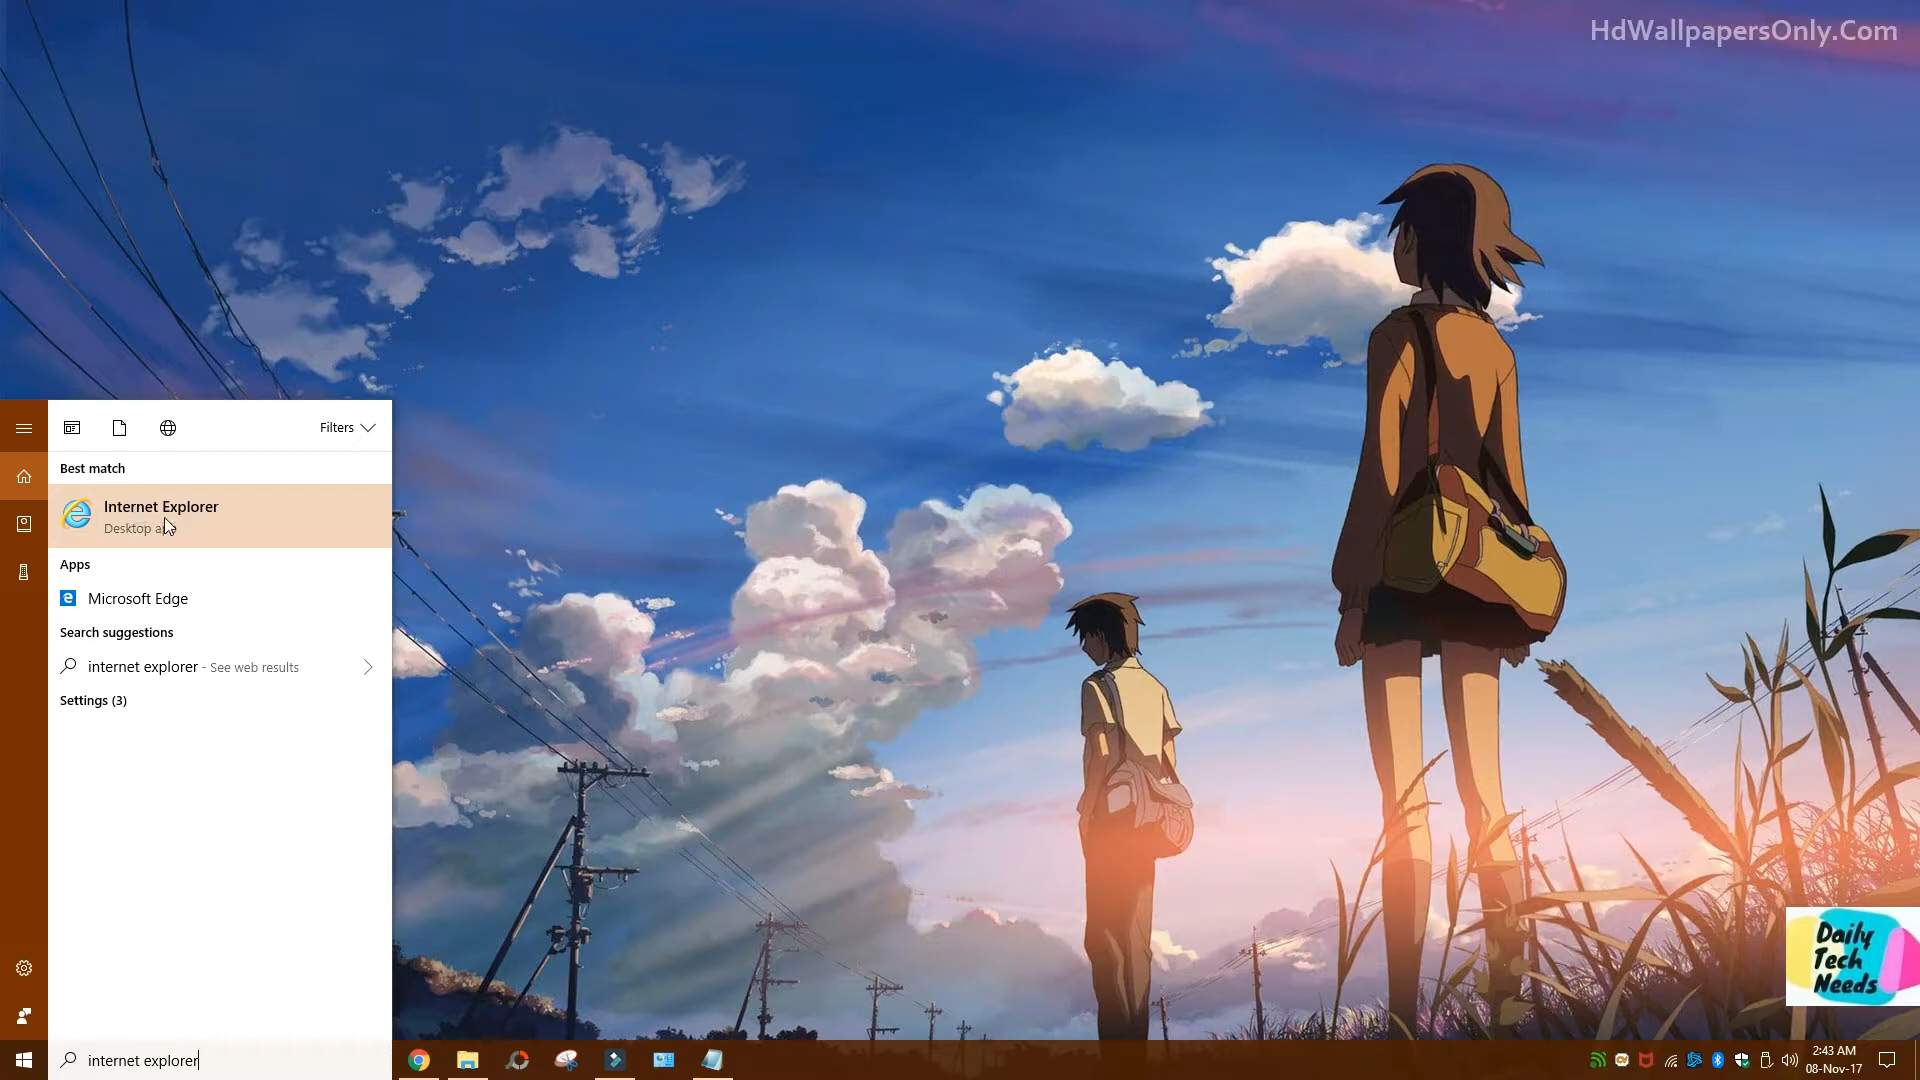 HdWallpapersOnly.Com
Filters
Best match
Internet Explorer
Desktop
Apps
Microsoft Edge
Search suggestions
internet explorer - See web results
Settings (3)
Daily
Tech
Needs
internet explorer
2:43 AM
08-Nov-17